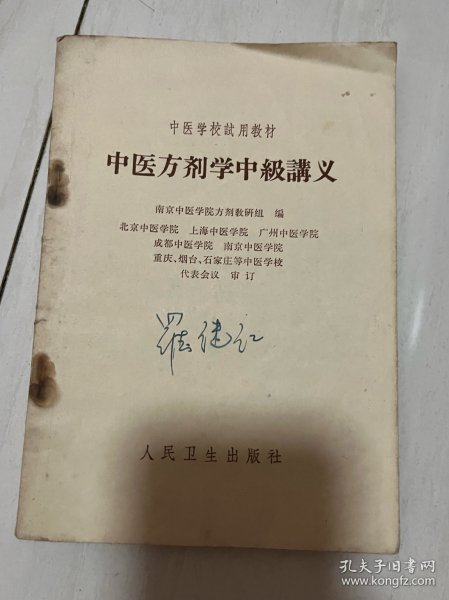 中医学校試用教材
中医方剂学中級講义
南京中医学院方剂教研組 編
北京中医学院 上海中医学院 广州中医学院
成都中医学院 南京中医学院
重庆、烟台、石家庄等中医学校
代表会议 审订
人民卫生出版社
孔夫子旧书网
www.kongfz.com